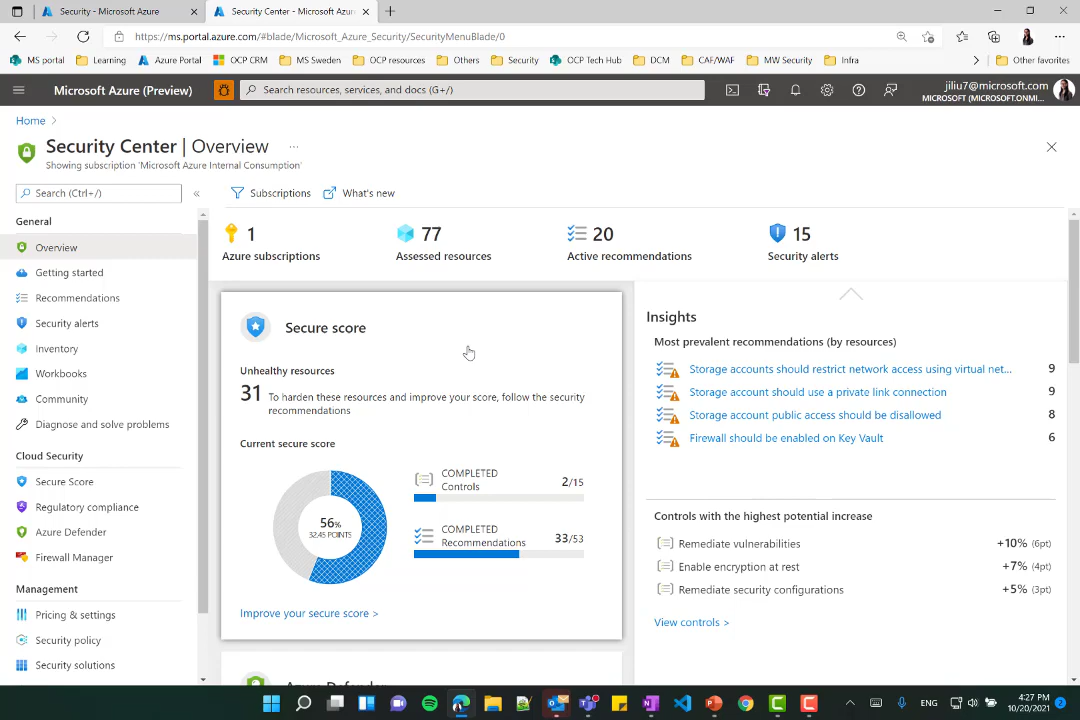 Security - Microsoft Azure
Security Center - Microsoft Azur
https://ms.portal.azure.com/#blade/Microsoft_Azure_Security/SecurityMenuBlade/0
MS portal
Learning
Azure Portal
OCP CRM
MS Sweden
OCP resources
Others
Security
OCP Tech Hub
DCM
CAF/WAF
MW Security
Infra
Other favorites
Microsoft Azure (Preview)
Search resources, services, and docs (G+/)
jiliu7@microsoft.com
MICROSOFT (MICROSOFT.ONMI...
Home
Security Center | Overview
...
Showing subscription 'Microsoft Azure Internal Consumption'
Search (Ctrl+/)
«
Subscriptions
What's new
General
Overview
Getting started
Recommendations
Security alerts
Inventory
Workbooks
Community
Diagnose and solve problems
Cloud Security
Secure Score
Regulatory compliance
Azure Defender
Firewall Manager
Management
Pricing & settings
Security policy
Security solutions
1
Azure subscriptions
77
Assessed resources
20
Active recommendations
15
Security alerts
Secure score
Unhealthy resources
31 To harden these resources and improve your score, follow the security
recommendations
Current secure score
56%
32.45 POINTS
COMPLETED
Controls
2/15
COMPLETED
Recommendations
33/53
Improve your secure score >
Azure Defender
Insights
Most prevalent recommendations (by resources)
Storage accounts should restrict network access using virtual net... 9
Storage account should use a private link connection 9
Storage account public access should be disallowed 8
Firewall should be enabled on Key Vault 6
Controls with the highest potential increase
Remediate vulnerabilities +10% (6pt)
Enable encryption at rest +7% (4pt)
Remediate security configurations +5% (3pt)
View controls >
ENG
4:27 PM
10/20/2021
2